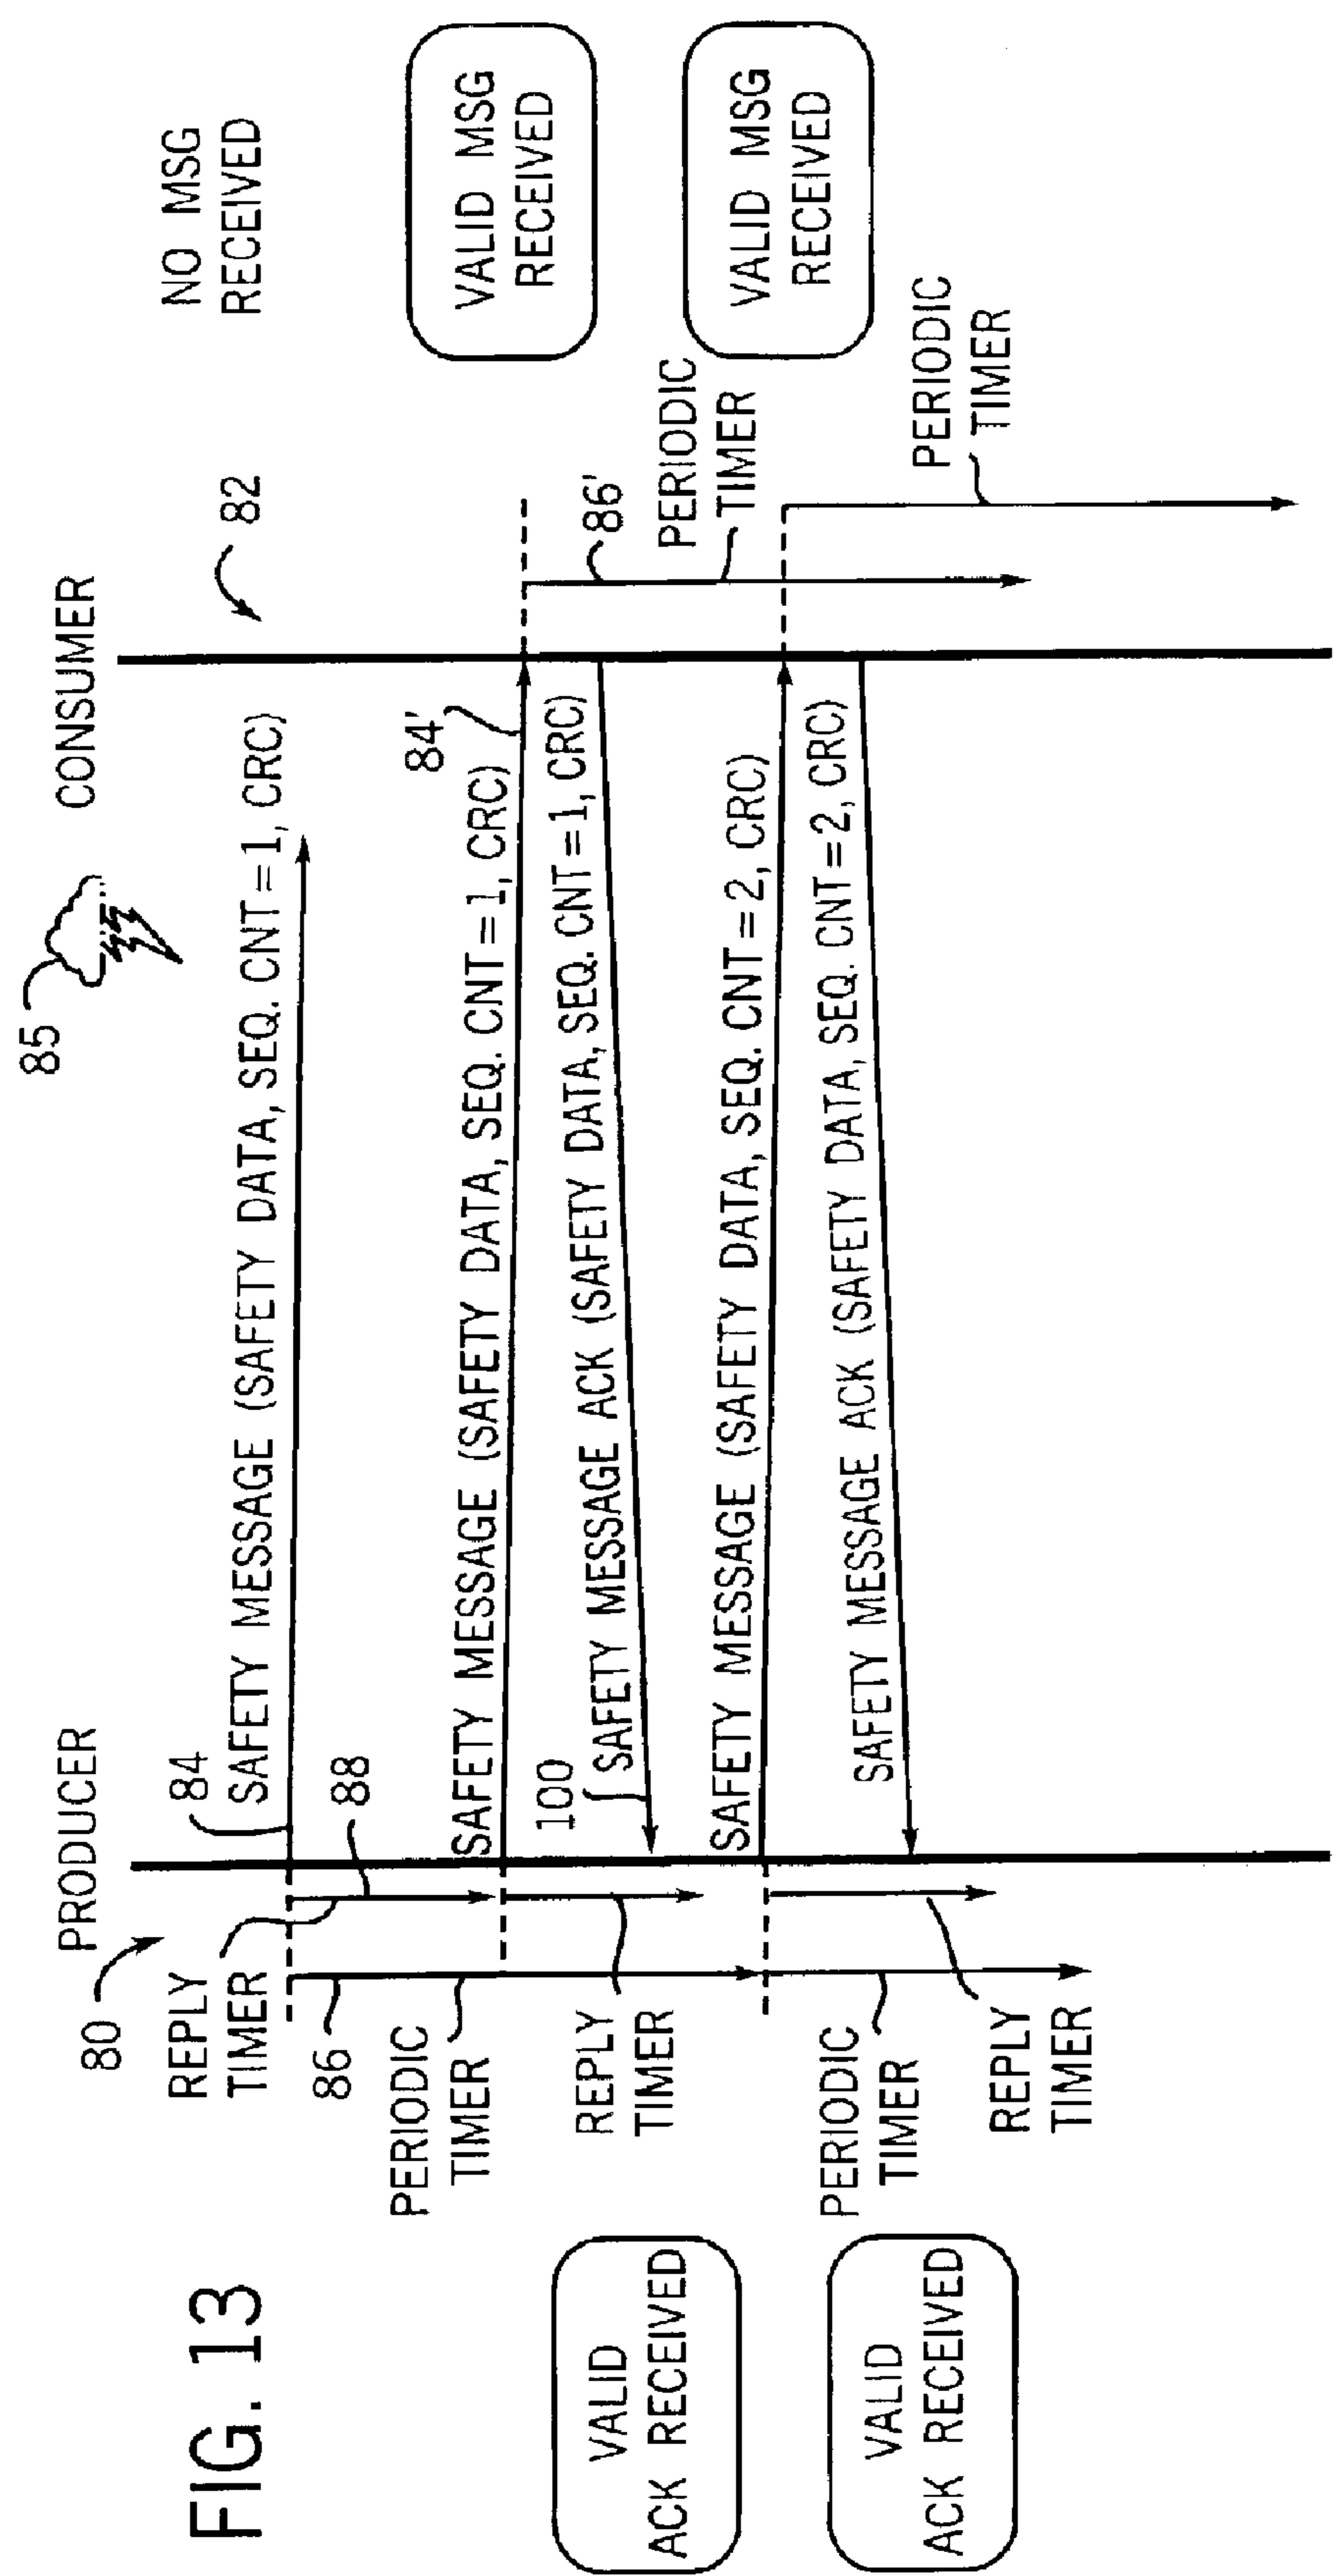 FIG. 13
80
PRODUCER
85
CONSUMER
82
NO MSG
RECEIVED
REPLY
TIMER
84
SAFETY MESSAGE (SAFETY DATA, SEQ. CNT = 1, CRC)
86
88
PERIODIC
TIMER
84'
SAFETY MESSAGE (SAFETY DATA, SEQ. CNT = 1, CRC)
VALID MSG
RECEIVED
100
SAFETY MESSAGE ACK (SAFETY DATA, SEQ. CNT = 1, CRC)
86'
VALID
ACK RECEIVED
REPLY
TIMER
PERIODIC
TIMER
SAFETY MESSAGE (SAFETY DATA, SEQ. CNT = 2, CRC)
VALID MSG
RECEIVED
SAFETY MESSAGE ACK (SAFETY DATA, SEQ. CNT = 2, CRC)
VALID
ACK RECEIVED
PERIODIC
TIMER
REPLY
TIMER
PERIODIC
TIMER